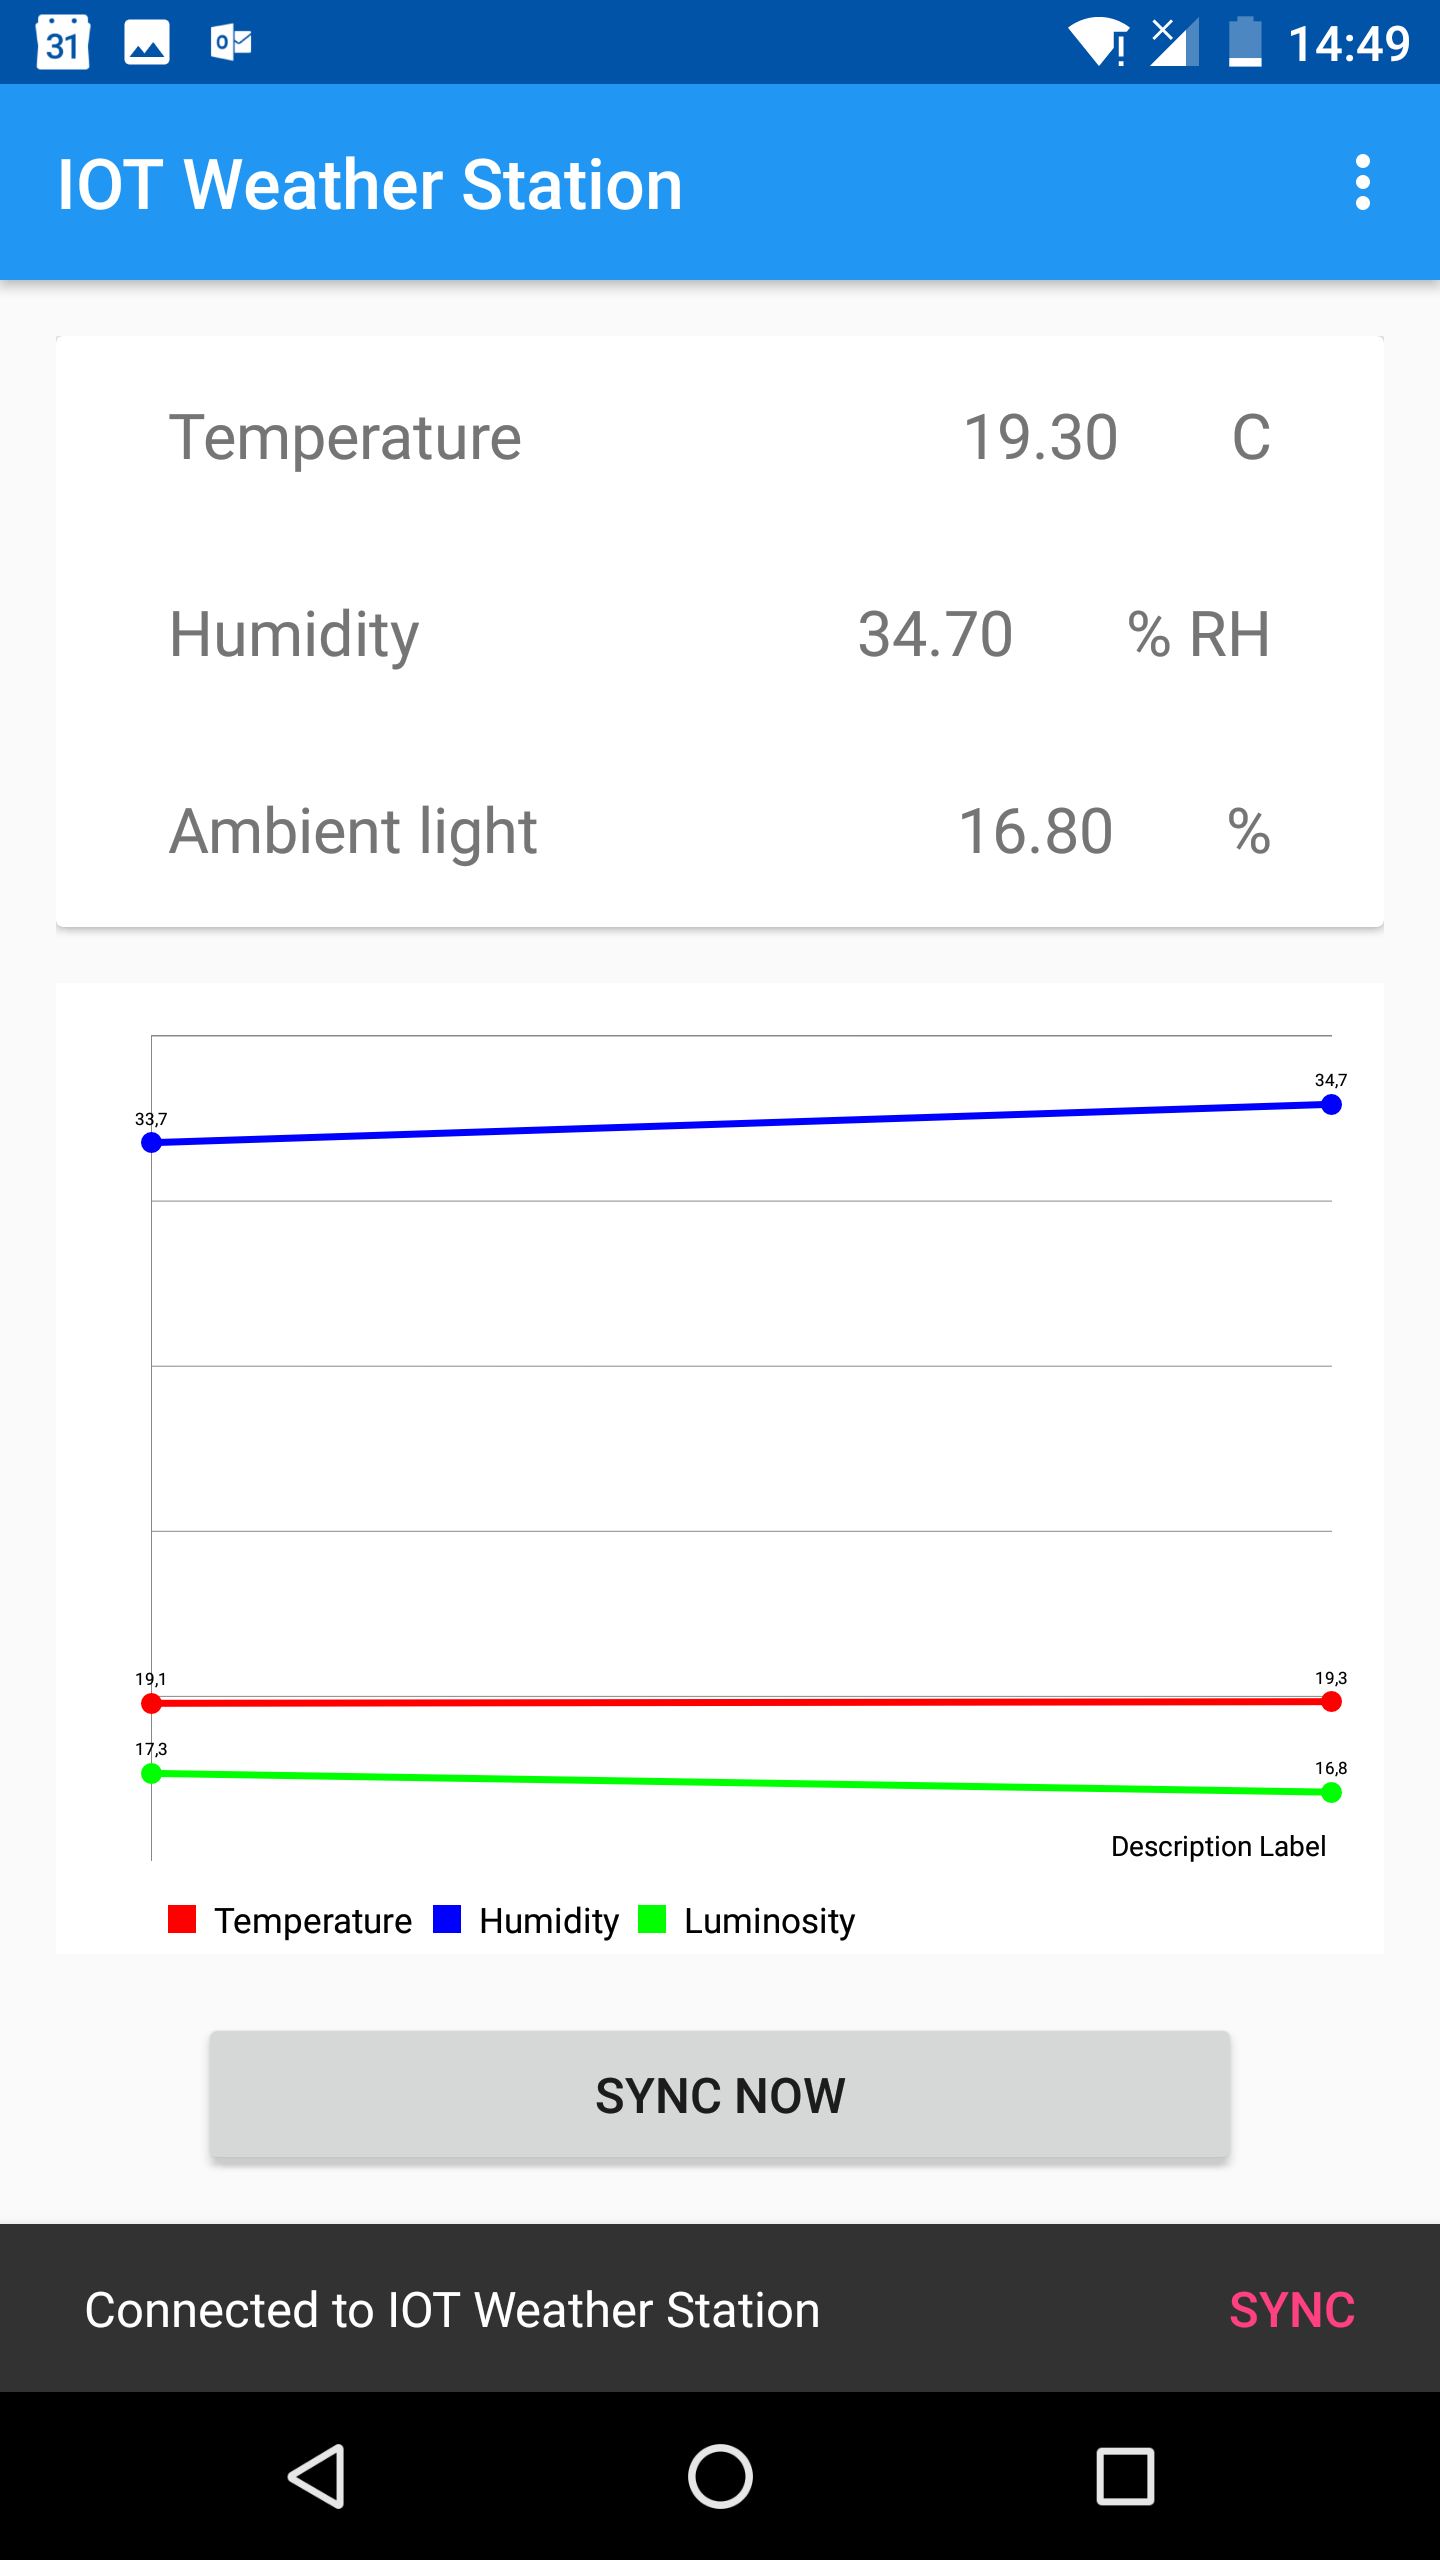 31
14:49
IOT Weather Station
Temperature 19.30 C
Humidity 34.70 % RH
Ambient light 16.80 %
34,7
33,7
19,1 19,3
17,3
16,8
Description Label
Temperature Humidity Luminosity
SYNC NOW
Connected to IOT Weather Station SYNC